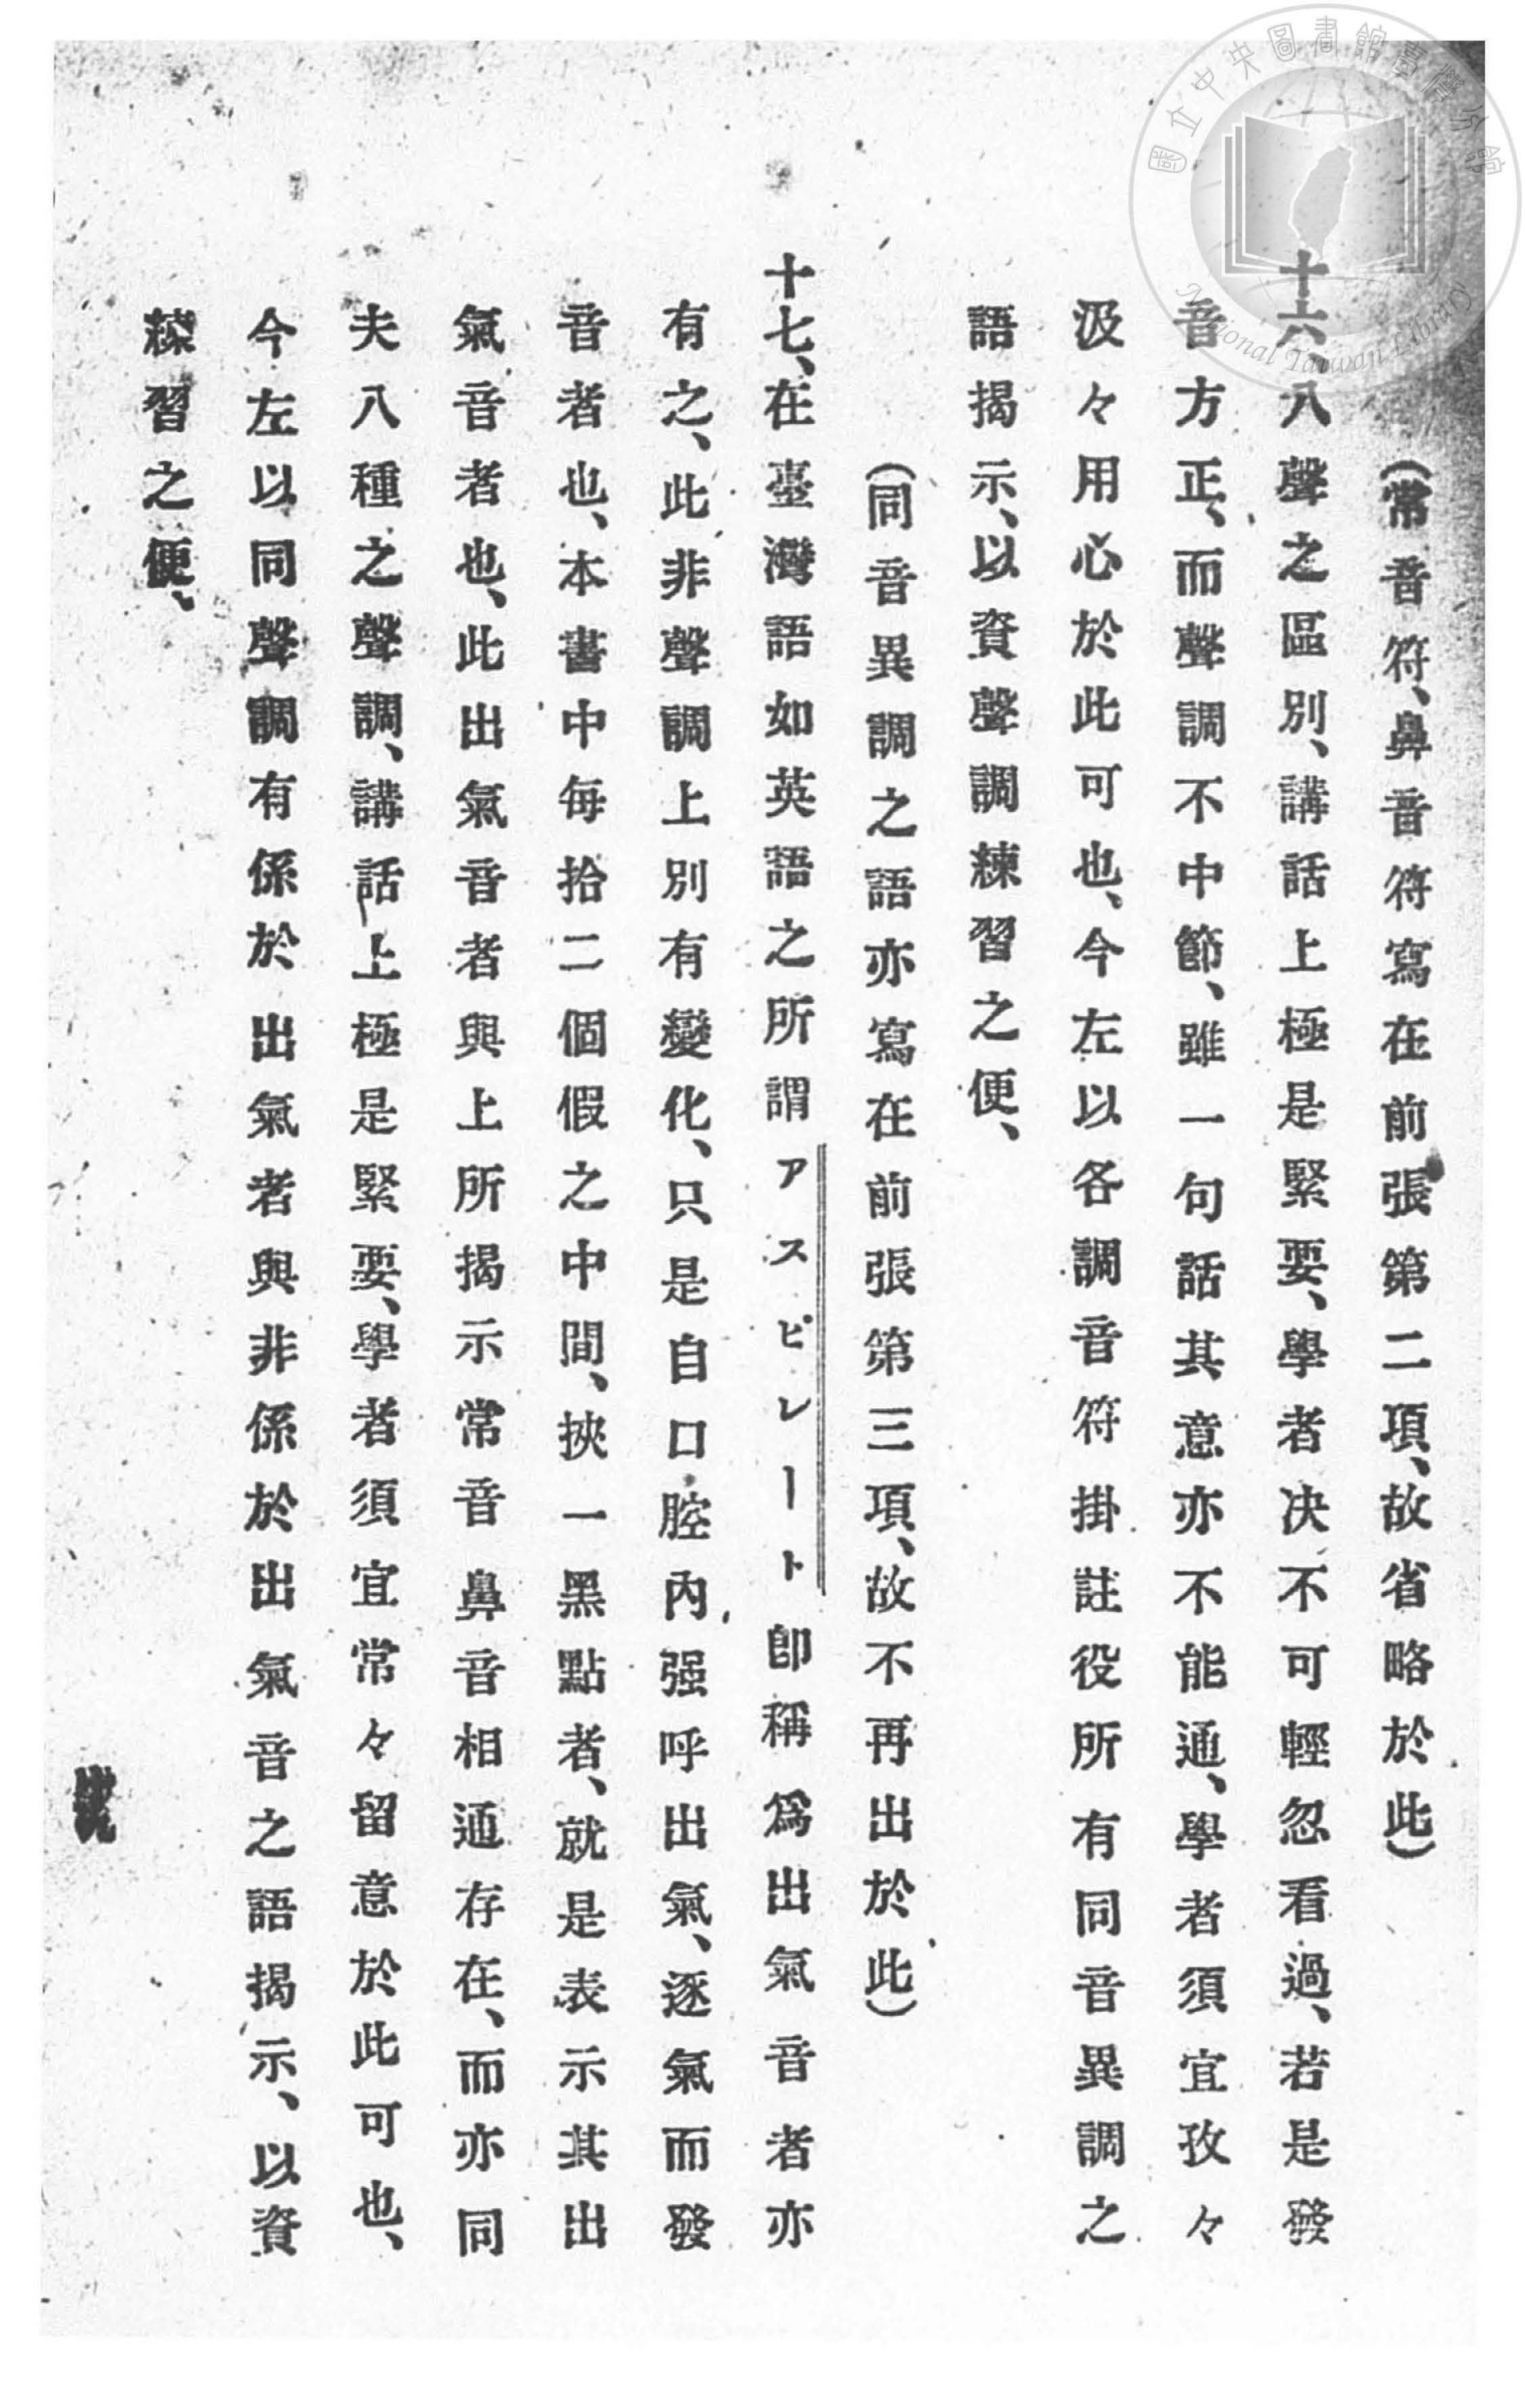 (常音符、鼻音符寫在前張第二項、故省略於此)
十六、八聲之區別、講話上極是緊要、學者决不可輕忽看過、若是發
音方正、而聲調不中節、雖一句話其意亦不能通、學者須宜孜々
汲々用心於此可也、今左以各調音符掛註役所有同音異調之
語揭示、以資聲調練習之便、
(同音異調之語亦寫在前張第三項、故不再出於此)
十七、在臺灣語如英語之所謂アスピレート卽稱爲出氣音者亦
有之、此非聲調上別有變化、只是自口腔內强呼出氣、逐氣而發
音者也、本書中每拾二個假之中間、挾一黑點者、就是表示其出
氣音者也、此出氣音者與上所揭示常音鼻音相通存在、而亦同
夫八種之聲調、講話上極是緊要、學者須宜常々留意於此可也、
今左以同聲調有係於出氣者與非係於出氣音之語揭示、以資
練習之便、
國立中央圖書館臺灣分館
National Taiwan Library